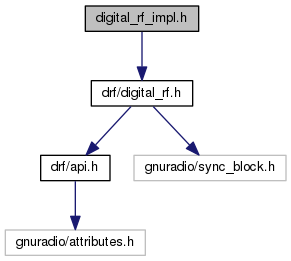 digital_rf_impl.h
drf/digital_rf.h
drf/api.h
gnuradio/sync_block.h
gnuradio/attributes.h